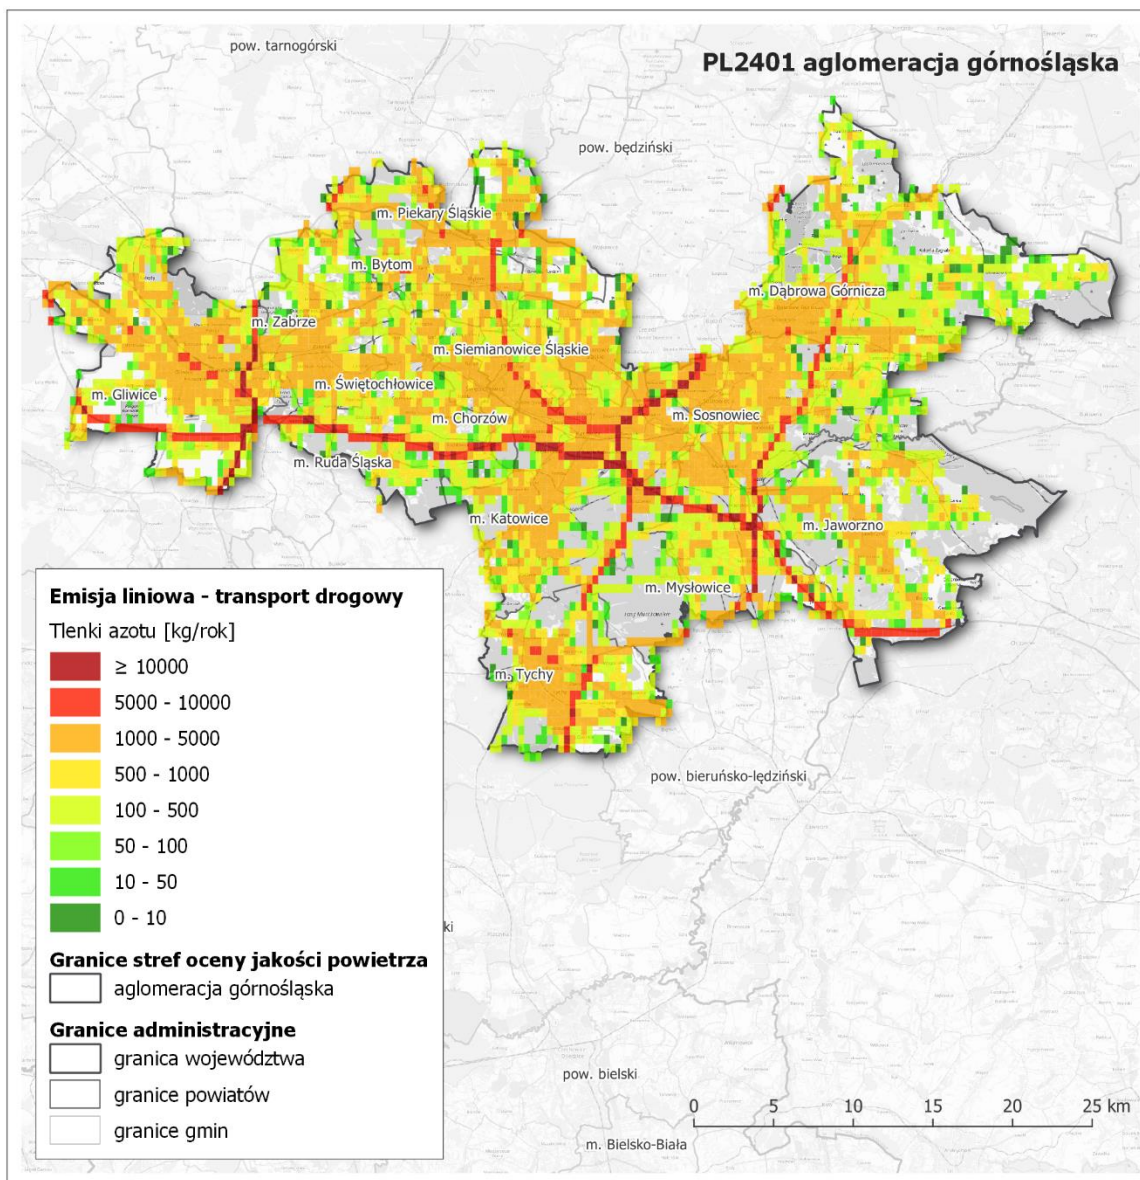 pow. tarnogórski
PL2401 aglomeracja górnośląska
pow. będziński
m. Piekary Śląskie
m. Bytom
m. Dąbrowa Górnicza
m. Zabrze
m. Siemianowice Śląskie
m. Świętochłowice
m. Gliwice
m. Chorzów
m. Sosnowiec
m. Ruda Śląska
m. Katowice
m. Jaworzno
m. Mysłowice
m. Tychy
pow. bieruńsko-lędziński
Emisja liniowa - transport drogowy
Tlenki azotu [kg/rok]
≥ 10000
5000 - 10000
1000 - 5000
500 - 1000
100 - 500
50 - 100
10 - 50
0 - 10
ki
Granice stref oceny jakości powietrza
aglomeracja górnośląska
Granice administracyjne
granica województwa
granice powiatów
granice gmin
pow. bielski
0 5 10 15 20 25 km
m. Bielsko-Biała